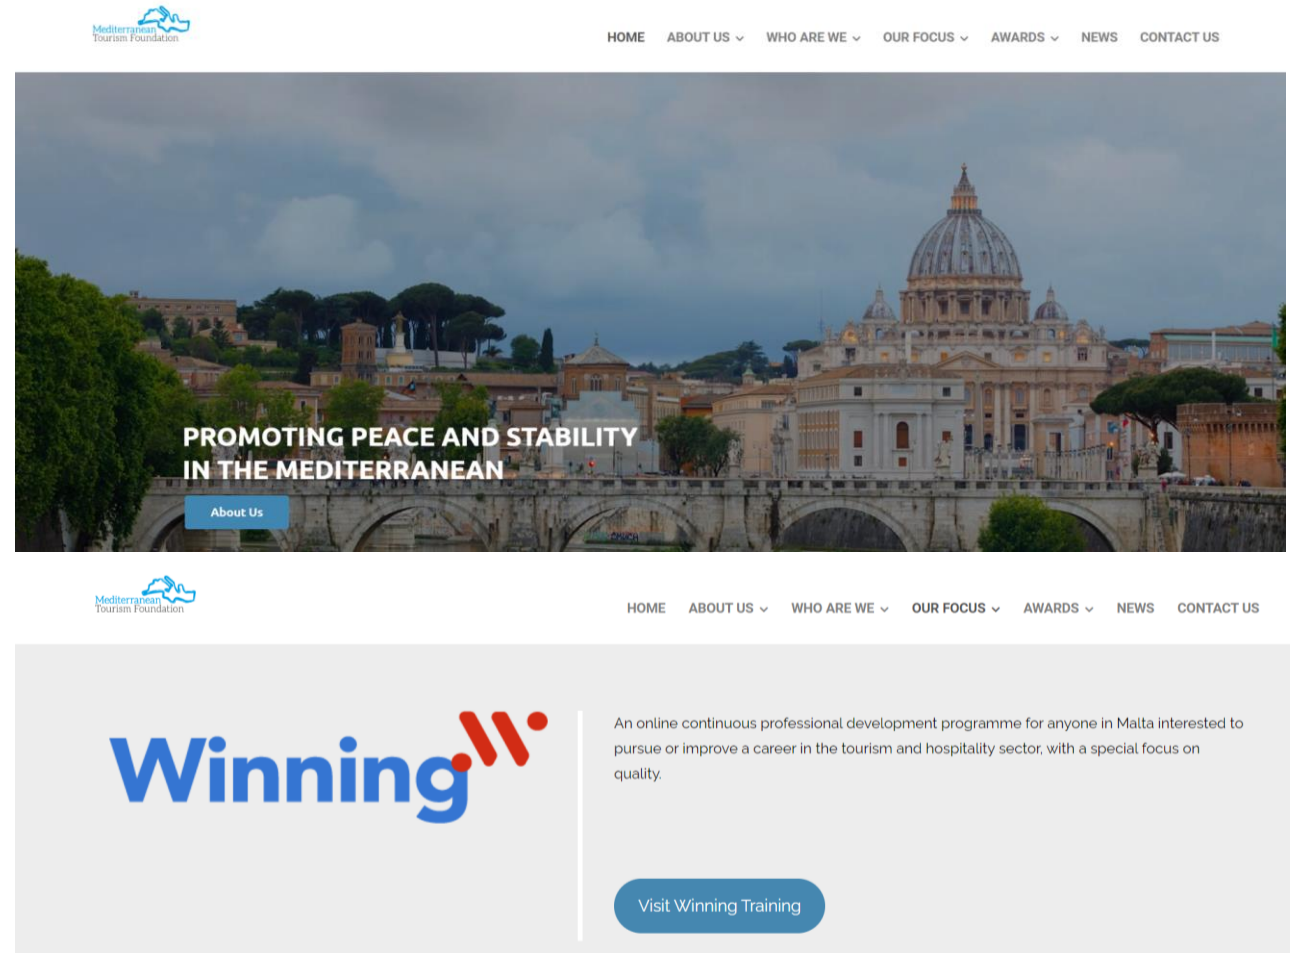 Mediterranean
Tourism Foundation
HOME ABOUT US WHO ARE WE OUR FOCUS AWARDS NEWS CONTACT US
PROMOTING PEACE AND STABILITY
IN THE MEDITERRANEAN
About Us
Mediterranean
Tourism Foundation
HOME ABOUT US WHO ARE WE OUR FOCUS AWARDS NEWS CONTACT US
Winning
An online continuous professional development programme for anyone in Malta interested to
pursue or improve a career in the tourism and hospitality sector, with a special focus on
quality.
Visit Winning Training